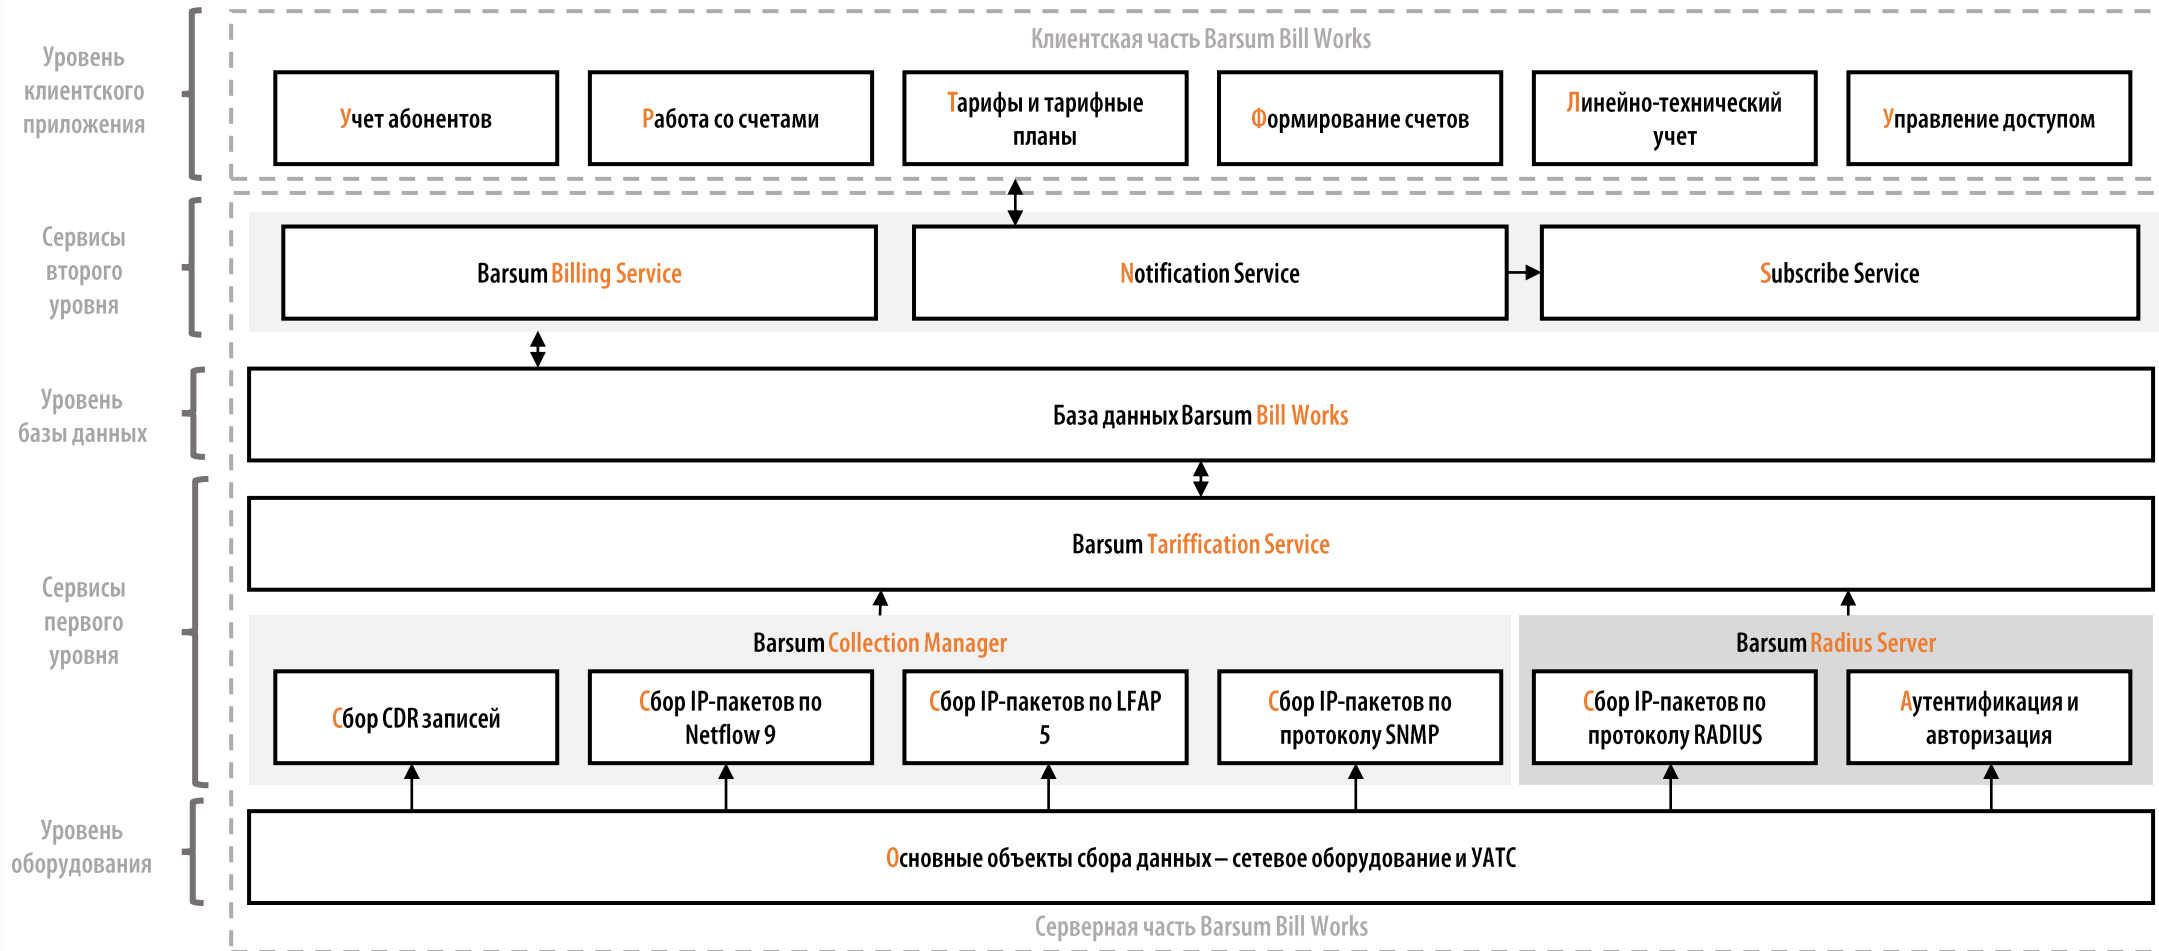 Уровень
клиентского
приложения
Клиентская часть Barsum Bill Works
Учет абонентов
Работа со счетами
Тарифы и тарифные
планы
Формирование счетов
Линейно-технический
учет
Управление доступом
Сервисы
второго
уровня
Barsum Billing Service
Notification Service
Subscribe Service
Уровень
базы данных
База данных Barsum Bill Works
Сервисы
первого
уровня
Barsum Tariffication Service
Barsum Collection Manager
Barsum Radius Server
Сбор CDR записей
Сбор IP-пакетов по
Netflow 9
Сбор IP-пакетов по LFAP
5
Сбор IP-пакетов по
протоколу SNMP
Сбор IP-пакетов по
протоколу RADIUS
Аутентификация и
авторизация
Уровень
оборудования
Основные объекты сбора данных – сетевое оборудование и УАТС
Серверная часть Barsum Bill Works